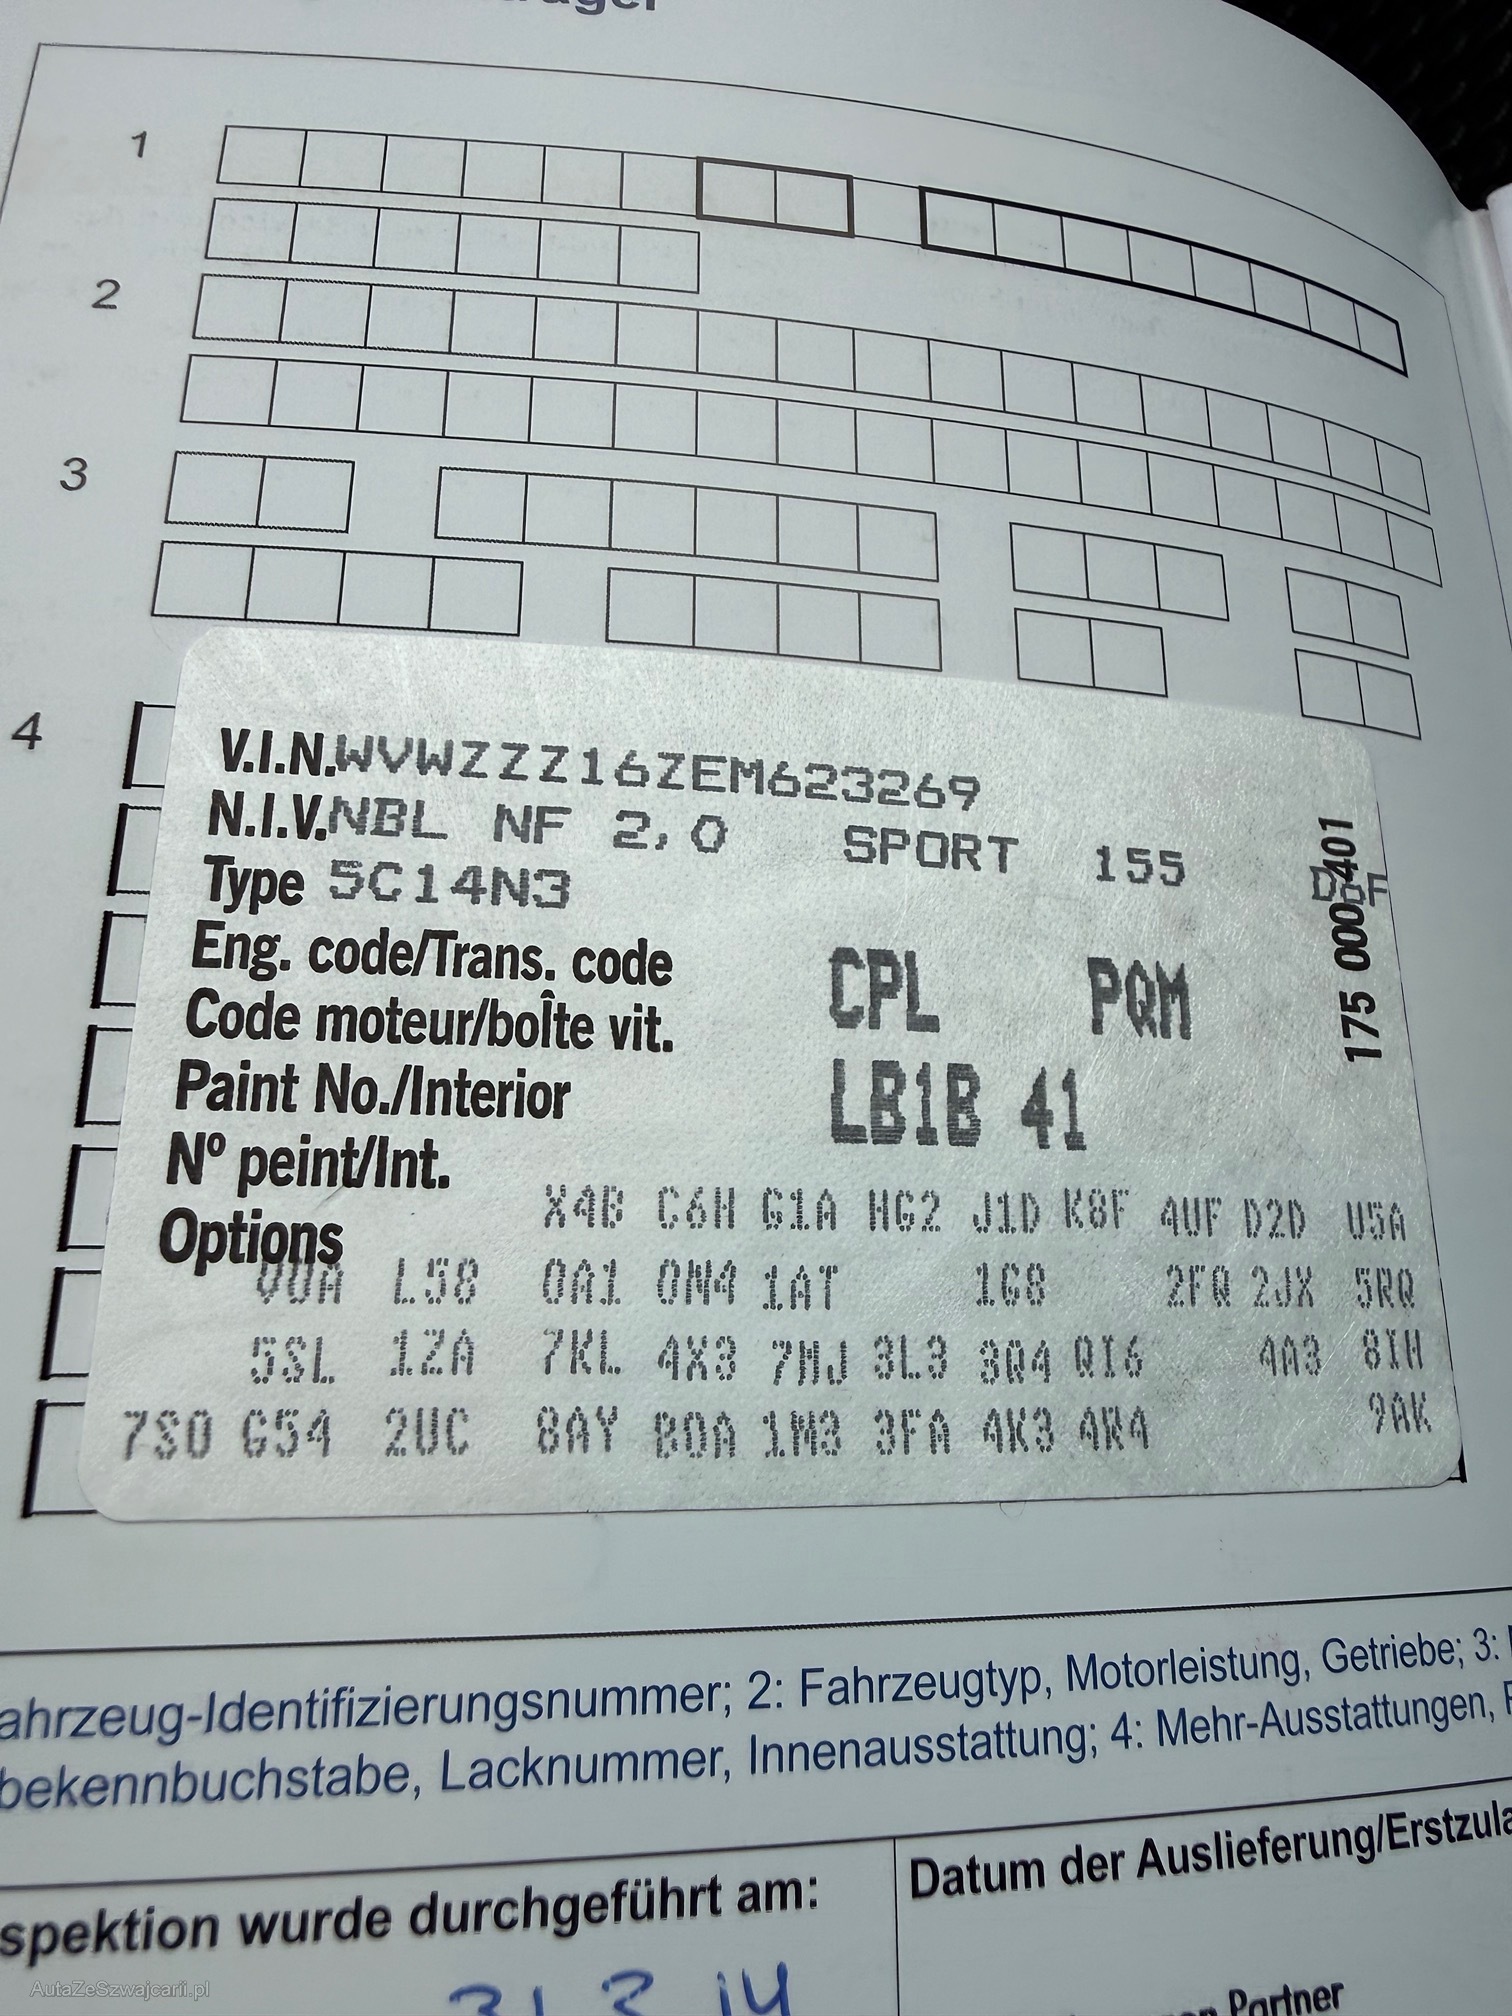 1
2
3
4
V.I.N. WVWZZZ16ZEM623269
N.I.V. NBL NF 2,0 SPORT 155
Type 5C14N3
175 000 401
Eng. code/Trans. code
Code moteur/boîte vit.
CPL PQM
Paint No./Interior
Nº peint/Int.
LB1B 41
Options
X4B C6H G1A HG2 J1D K8F 4UF D2D U5A
L58 0A1 0M4 1AT 1G8 2FQ 2JX 5RQ
5SL 1ZA 7KL 4X3 7MJ 3L3 3Q4 QI6 4A3 8IH
7S0 G54 2UC 8AY B0A 1M3 3FA 4K3 4R4 9AK
ahrzeug-Identifizierungsnummer; 2: Fahrzeugtyp, Motorleistung, Getriebe; 3:
bekennbuchstabe, Lacknummer, Innenausstattung; 4: Mehr-Ausstattungen,
spektion wurde durchgeführt am:
Datum der Auslieferung/Erstzula
Partner
AutaZeSzwajcarii.pl